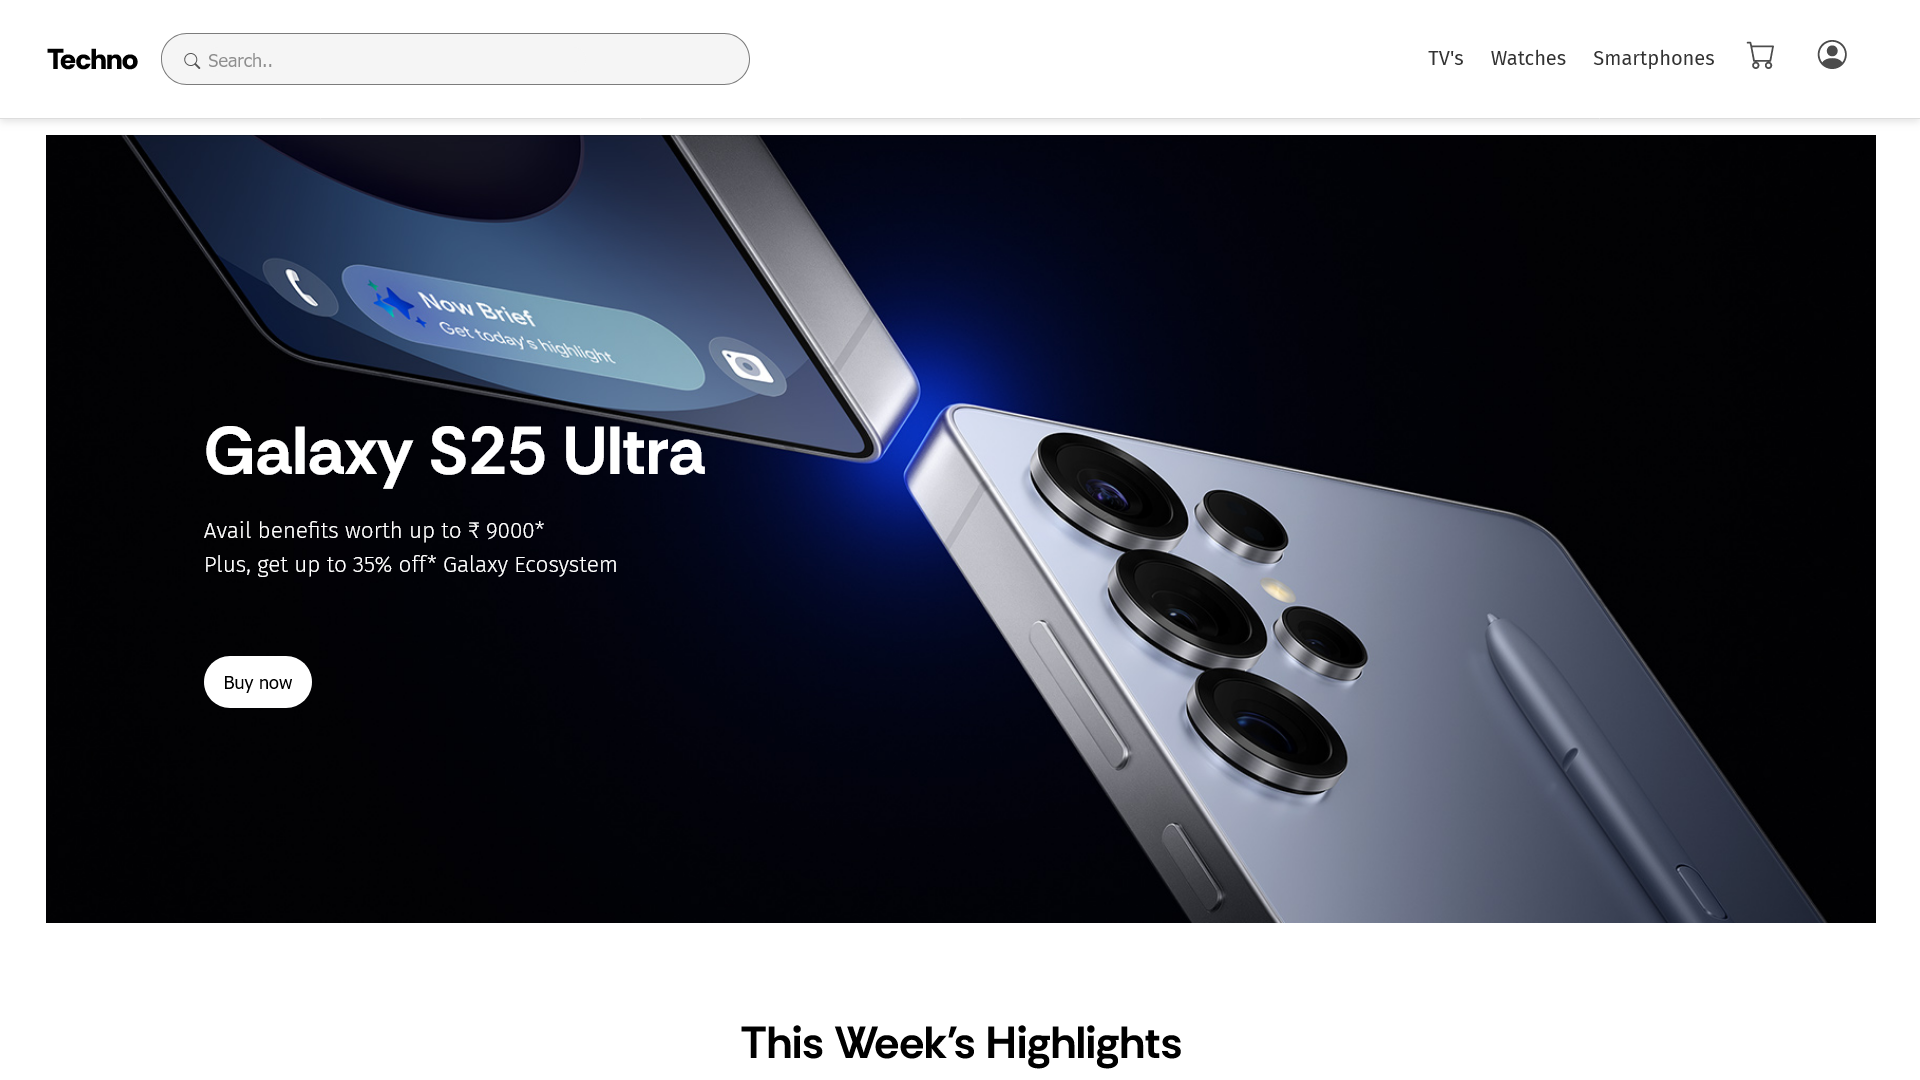 Techno
Search..
TV's
Watches
Smartphones
Now Brief
Get today's highlight
Galaxy S25 Ultra
Avail benefits worth up to ₹ 9000*
Plus, get up to 35% off* Galaxy Ecosystem
Buy now
This Week's Highlights